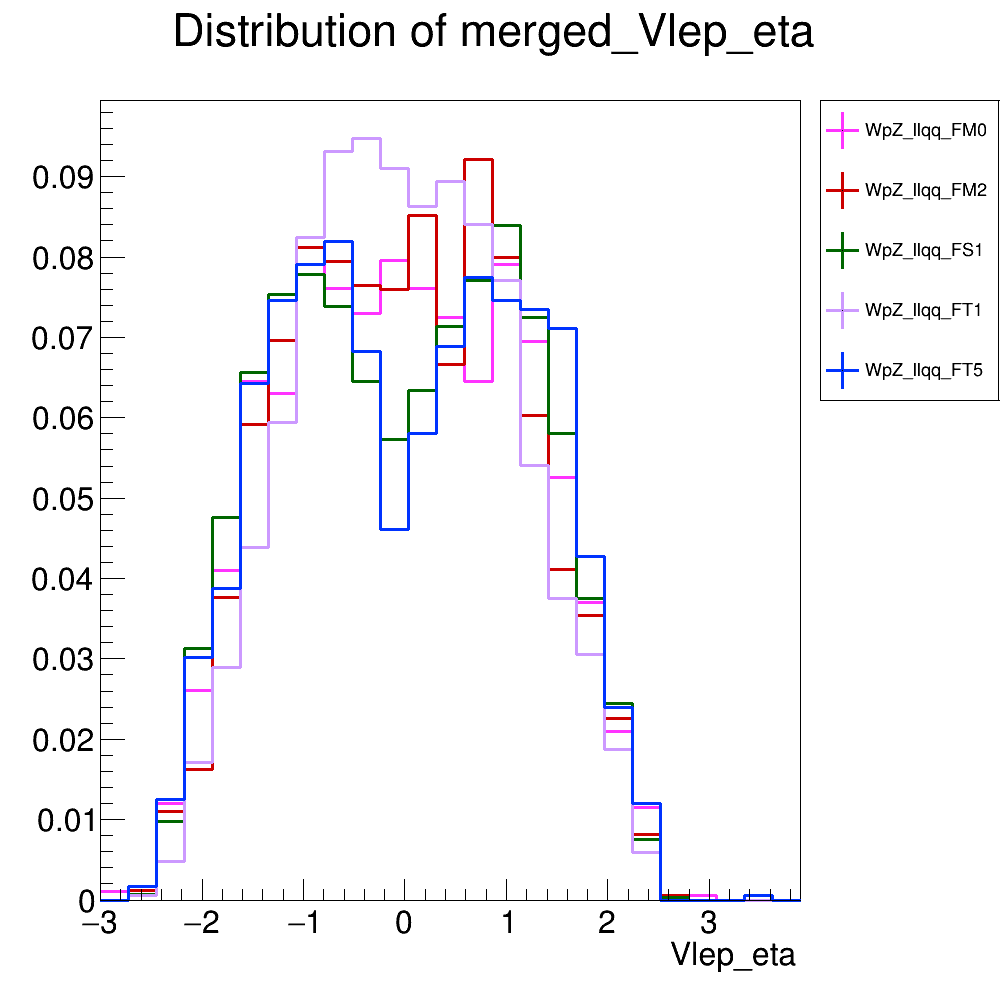 Distribution of merged_Vlep_eta
WpZ_llqq_FM0
WpZ_llqq_FM2
WpZ_llqq_FS1
WpZ_llqq_FT1
WpZ_llqq_FT5
0.09
0.08
0.07
0.06
0.05
0.04
0.03
0.02
0.01
0
−3 −2 −1 0 1 2 3
Vlep_eta